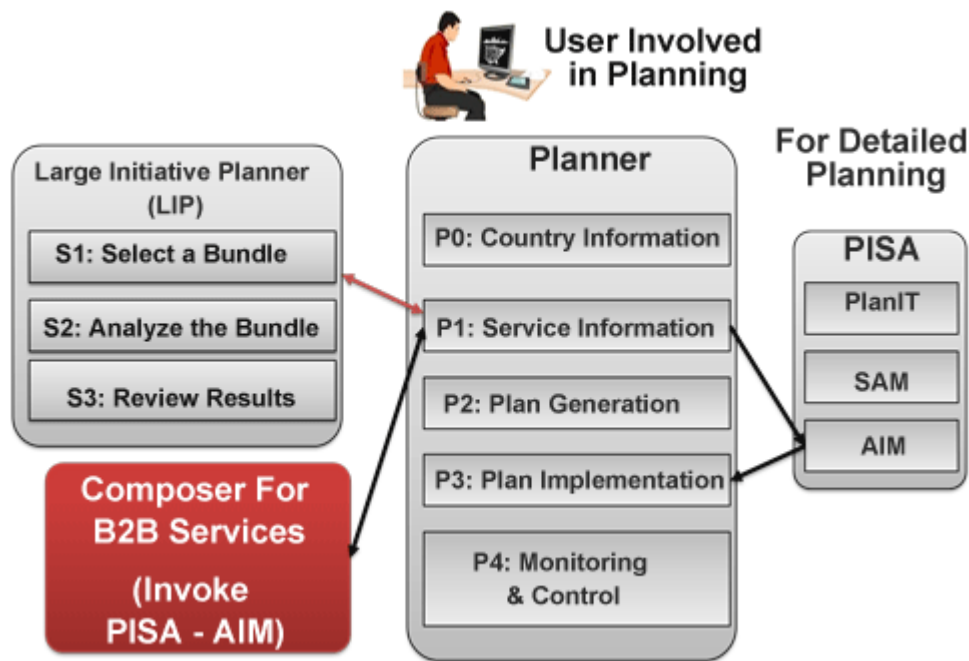 User Involved
in Planning
Large Initiative Planner
(LIP)
S1: Select a Bundle
S2: Analyze the Bundle
S3: Review Results
Composer For
B2B Services
(Invoke
PISA - AIM)
Planner
P0: Country Information
P1: Service Information
P2: Plan Generation
P3: Plan Implementation
P4: Monitoring
& Control
For Detailed
Planning
PISA
PlanIT
SAM
AIM